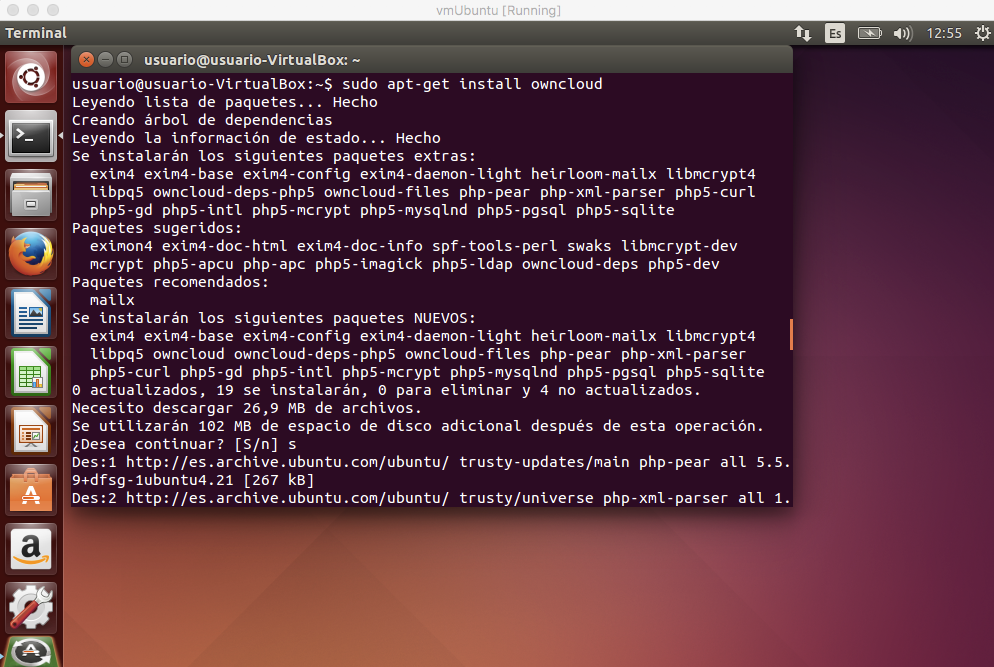 vmUbuntu [Running]
Terminal
Es
12:55
usuario@usuario-VirtualBox: ~
usuario@usuario-VirtualBox:~$ sudo apt-get install owncloud
Leyendo lista de paquetes... Hecho
Creando árbol de dependencias
Leyendo la información de estado... Hecho
Se instalarán los siguientes paquetes extras:
exim4 exim4-base exim4-config exim4-daemon-light heirloom-mailx libmcrypt4
libpq5 owncloud-deps-php5 owncloud-files php-pear php-xml-parser php5-curl
php5-gd php5-intl php5-mcrypt php5-mysqlnd php5-pgsql php5-sqlite
Paquetes sugeridos:
eximon4 exim4-doc-html exim4-doc-info spf-tools-perl swaks libmcrypt-dev
mcrypt php5-apcu php-apc php5-imagick php5-ldap owncloud-deps php5-dev
Paquetes recomendados:
mailx
Se instalarán los siguientes paquetes NUEVOS:
exim4 exim4-base exim4-config exim4-daemon-light heirloom-mailx libmcrypt4
libpq5 owncloud owncloud-deps-php5 owncloud-files php-pear php-xml-parser
php5-curl php5-gd php5-intl php5-mcrypt php5-mysqlnd php5-pgsql php5-sqlite
0 actualizados, 19 se instalarán, 0 para eliminar y 4 no actualizados.
Necesito descargar 26,9 MB de archivos.
Se utilizarán 102 MB de espacio de disco adicional después de esta operación.
¿Desea continuar? [S/n] s
Des:1 http://es.archive.ubuntu.com/ubuntu/ trusty-updates/main php-pear all 5.5.
9+dfsg-1ubuntu4.21 [267 kB]
Des:2 http://es.archive.ubuntu.com/ubuntu/ trusty/universe php-xml-parser all 1.